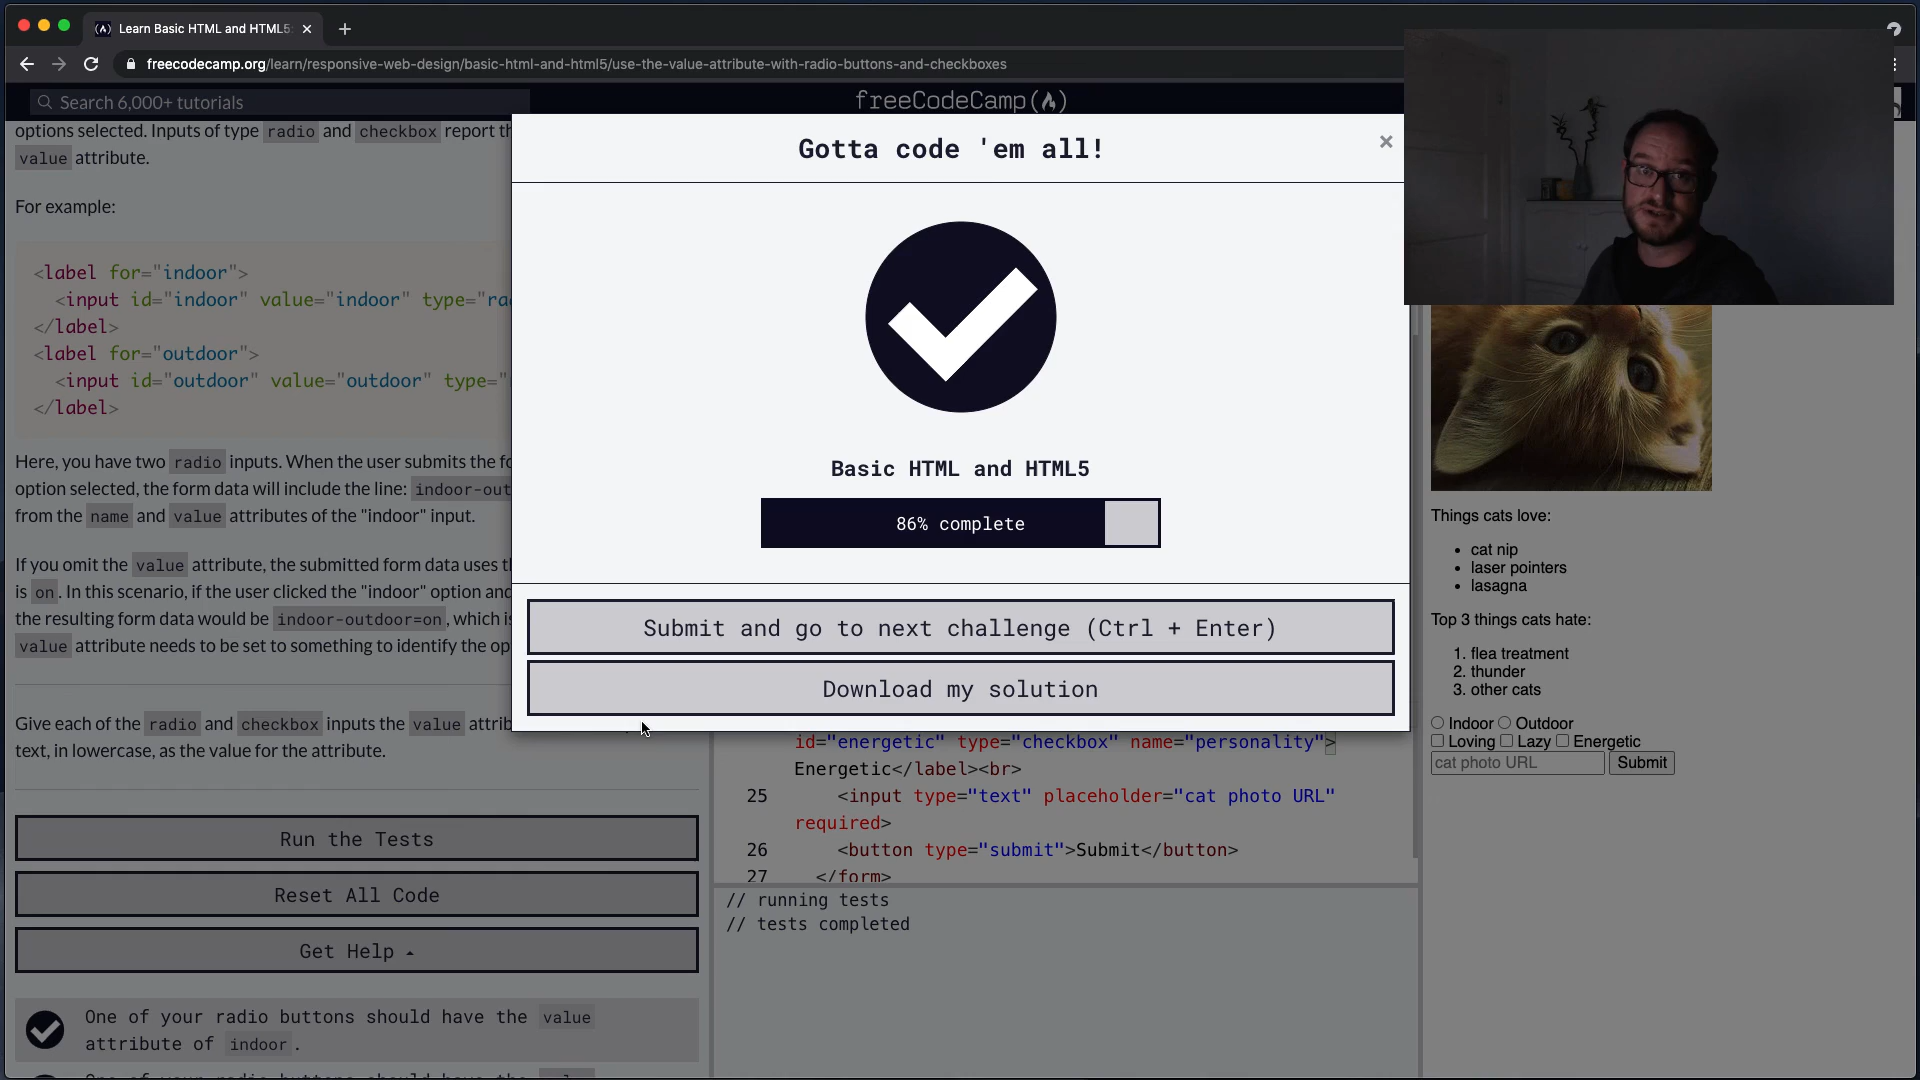 Learn Basic HTML and HTML5
freecodecamp.org/learn/responsive-web-design/basic-html-and-html5/use-the-value-attribute-with-radio-buttons-and-checkboxes
Search 6,000+ tutorials
freeCodeCamp
options selected. Inputs of type radio and checkbox report th
value attribute.
For example:
<label for="indoor">
<input id="indoor" value="indoor" type="ra
</label>
<label for="outdoor">
<input id="outdoor" value="outdoor" type="
</label>
Here, you have two radio inputs. When the user submits the fo
option selected, the form data will include the line: indoor-out
from the name and value attributes of the "indoor" input.
If you omit the value attribute, the submitted form data uses th
is on. In this scenario, if the user clicked the "indoor" option and
the resulting form data would be indoor-outdoor=on, which is
value attribute needs to be set to something to identify the op
Give each of the radio and checkbox inputs the value attrib
text, in lowercase, as the value for the attribute.
Run the Tests
Reset All Code
Get Help
One of your radio buttons should have the value
attribute of indoor.
Gotta code 'em all!
×
Basic HTML and HTML5
86% complete
Submit and go to next challenge (Ctrl + Enter)
Download my solution
id="energetic" type="checkbox" name="personality">
Energetic</label><br>
25 <input type="text" placeholder="cat photo URL"
required>
26 <button type="submit">Submit</button>
27 </form>
// running tests
// tests completed
Things cats love:
• cat nip
• laser pointers
• lasagna
Top 3 things cats hate:
1. flea treatment
2. thunder
3. other cats
Indoor Outdoor
Loving Lazy Energetic
cat photo URL Submit